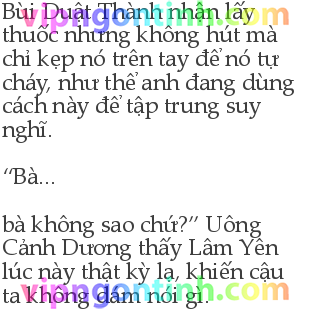 Bùi Duật Thành nhận lấy
thuốc nhưng không hút mà
chỉ kẹp nó trên tay để nó tự
cháy, như thể anh đang dùng
cách này để tập trung suy
nghĩ.
“Bà...
bà không sao chứ?” Uông
Cảnh Dương thấy Lâm Yên
lúc này thật kỳ lạ, khiến cậu
ta không dám nói gì.
vipngontinh.com
vipngontinh.com